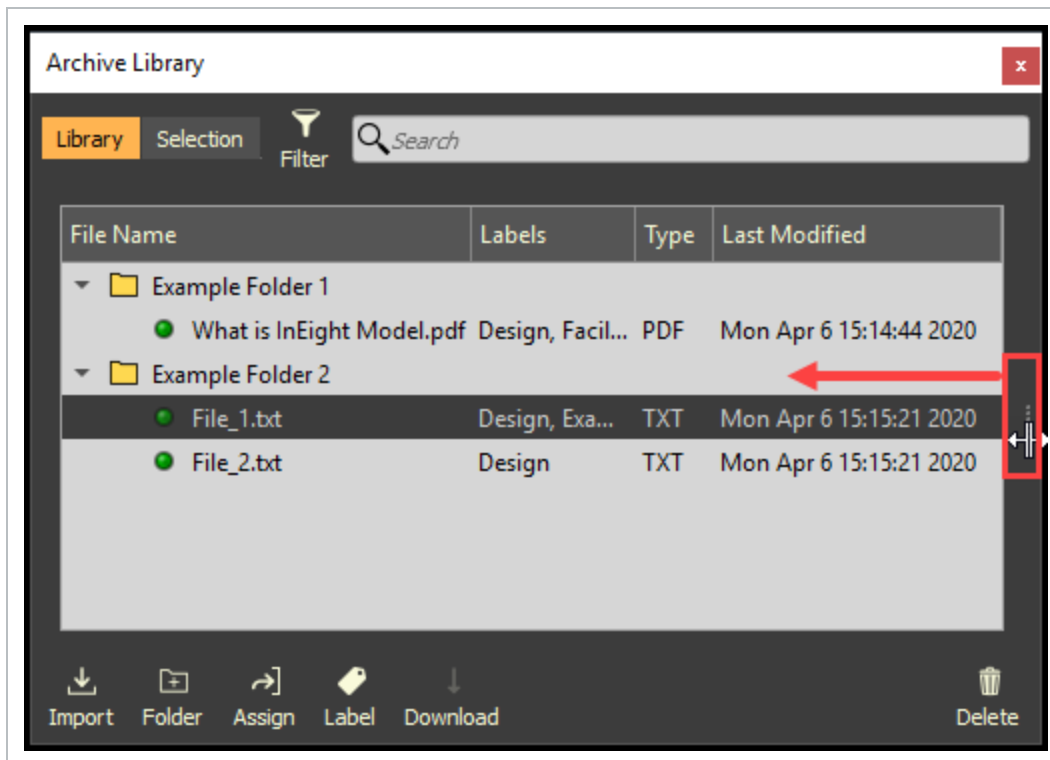 Archive Library
x
Library Selection Filter Search
File Name Labels Type Last Modified
Example Folder 1
What is InEight Model.pdf Design, Facil... PDF Mon Apr 6 15:14:44 2020
Example Folder 2
File_1.txt Design, Exa... TXT Mon Apr 6 15:15:21 2020
File_2.txt Design TXT Mon Apr 6 15:15:21 2020
Import Folder Assign Label Download Delete